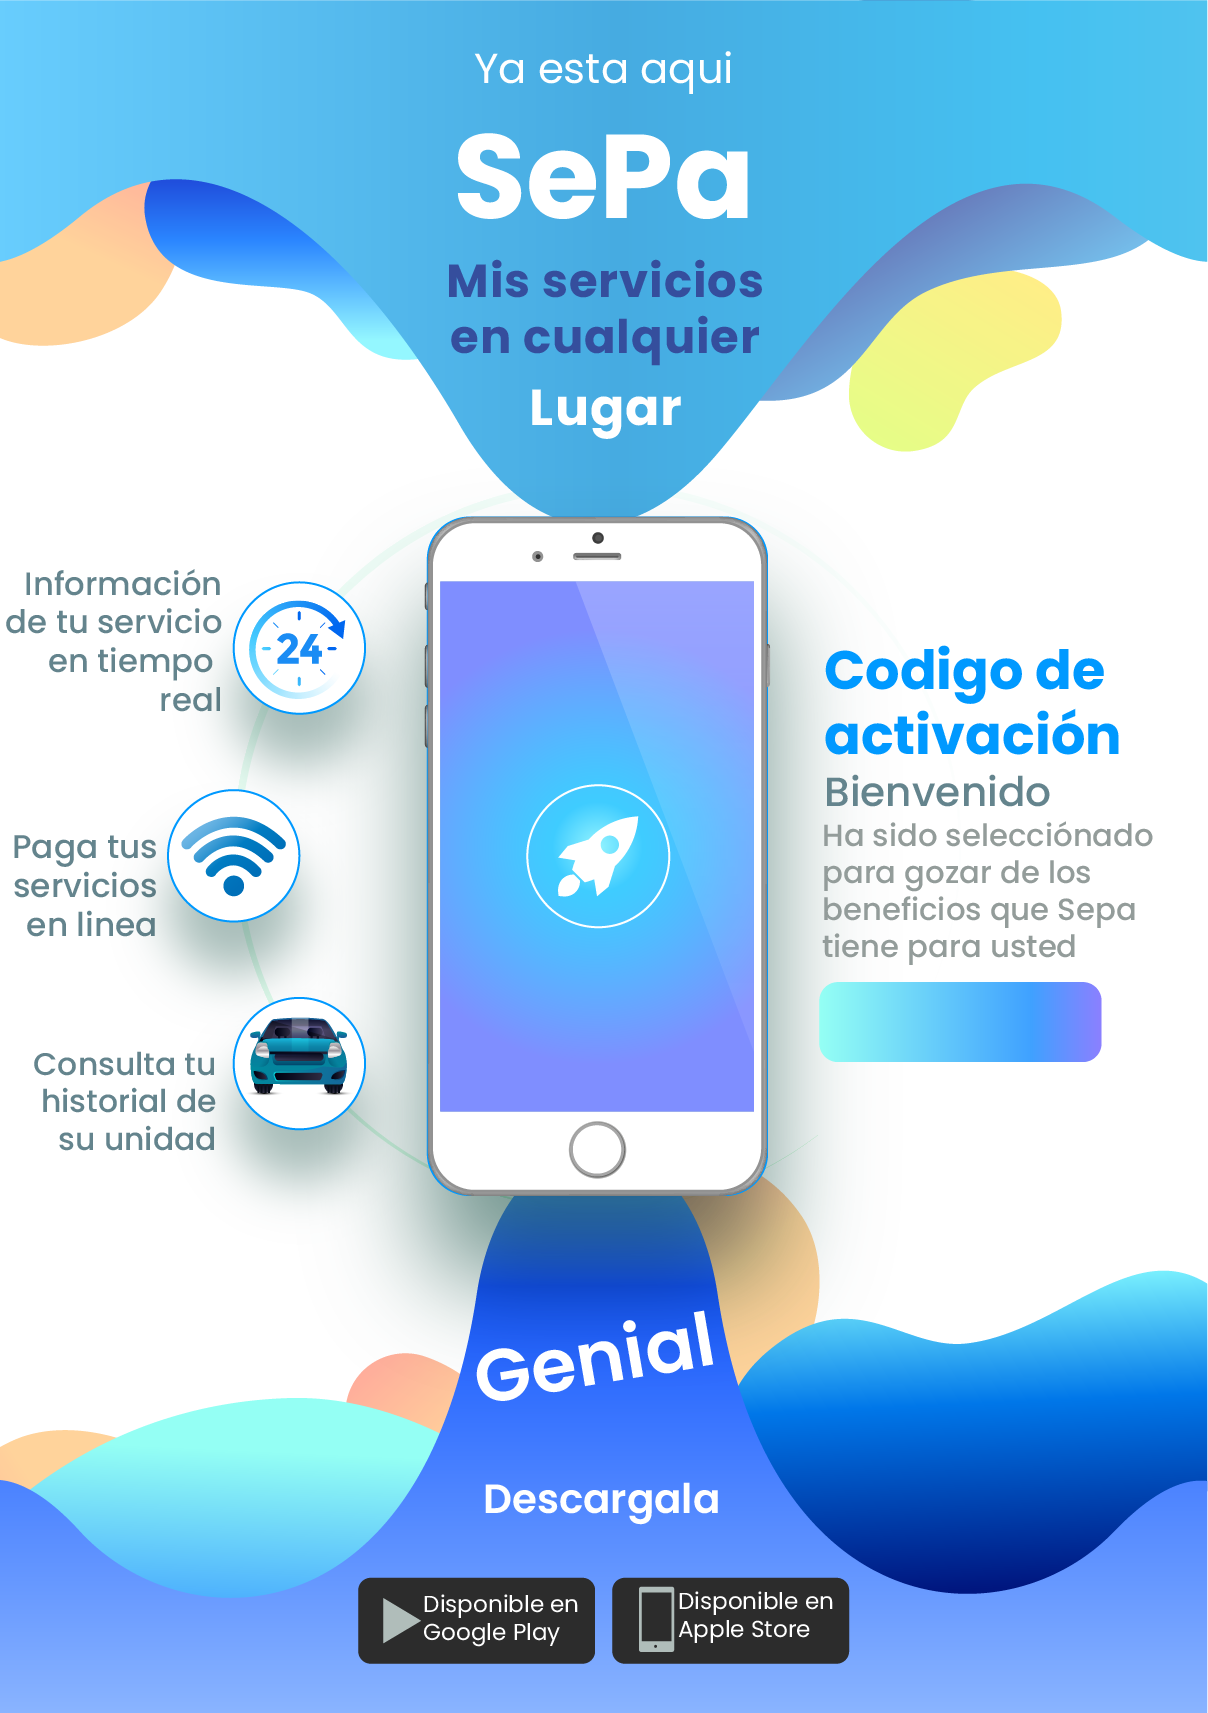 Ya esta aqui
SePa
Mis servicios
en cualquier
Lugar
Información
de tu servicio
en tiempo
real
24
Paga tus
servicios
en linea
Consulta tu
historial de
su unidad
Codigo de
activación
Bienvenido
Ha sido selecciónado
para gozar de los
beneficios que Sepa
tiene para usted
Genial
Descargala
Disponible en
Google Play
Disponible en
Apple Store